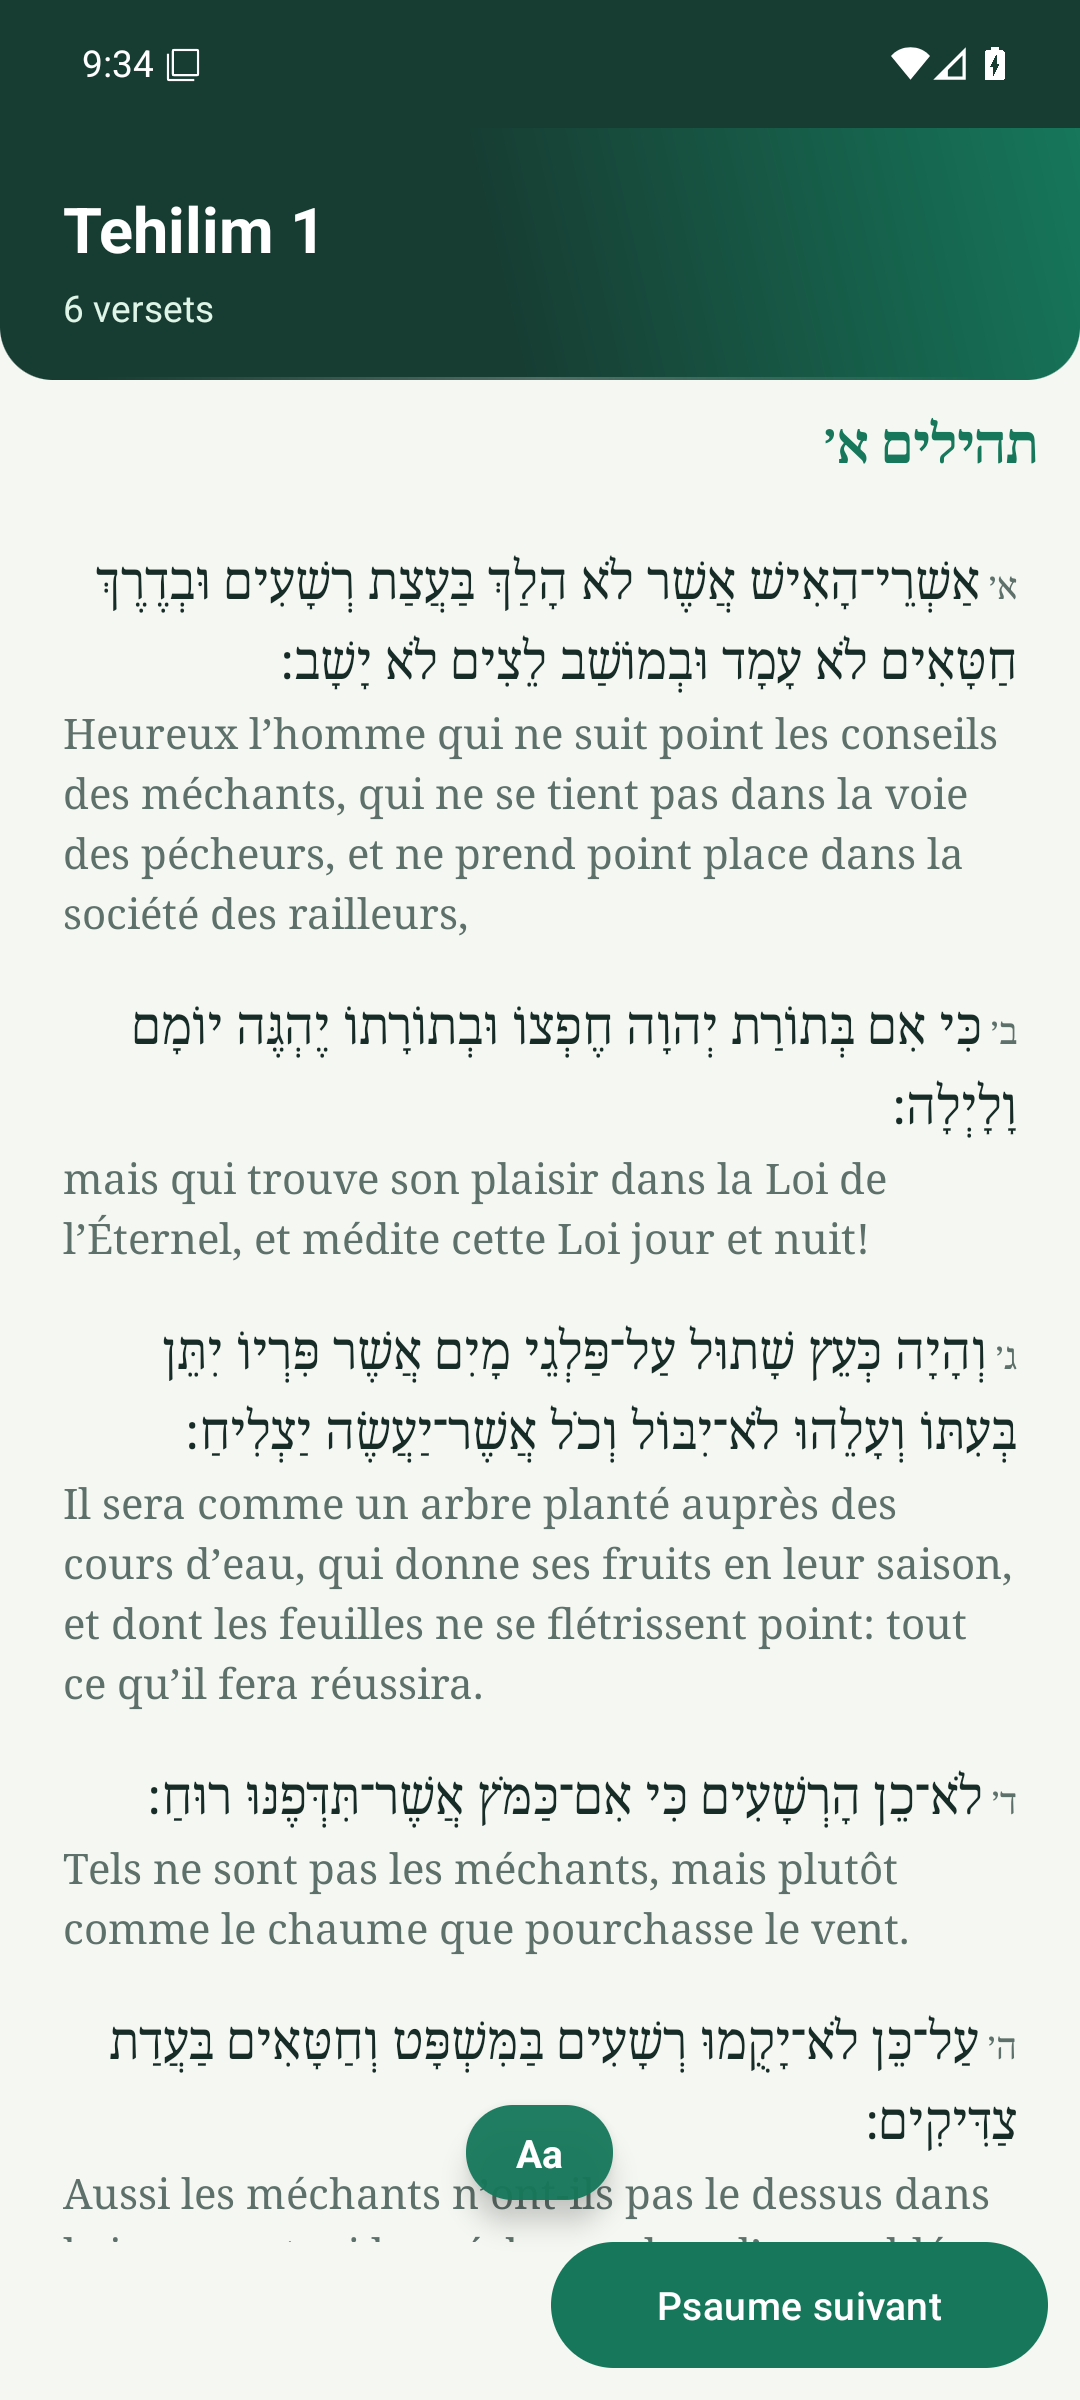 9:34
Tehilim 1
6 versets
תהילים א׳
א׳ אַשְׁרֵי־הָאִישׁ אֲשֶׁר לֹא הָלַךְ בַּעֲצַת רְשָׁעִים וּבְדֶרֶךְ
חַטָּאִים לֹא עָמָד וּבְמוֹשַׁב לֵצִים לֹא יָשָׁב׃
Heureux l’homme qui ne suit point les conseils
des méchants, qui ne se tient pas dans la voie
des pécheurs, et ne prend point place dans la
société des railleurs,
ב׳ כִּי אִם בְּתוֹרַת יְהוָה חֶפְצוֹ וּבְתוֹרָתוֹ יֶהְגֶּה יוֹמָם
וָלָיְלָה׃
mais qui trouve son plaisir dans la Loi de
l’Éternel, et médite cette Loi jour et nuit!
ג׳ וְהָיָה כְּעֵץ שָׁתוּל עַל־פַּלְגֵי מָיִם אֲשֶׁר פִּרְיוֹ יִתֵּן
בְּעִתּוֹ וְעָלֵהוּ לֹא־יִבּוֹל וְכֹל אֲשֶׁר־יַעֲשֶׂה יַצְלִיחַ׃
Il sera comme un arbre planté auprès des
cours d’eau, qui donne ses fruits en leur saison,
et dont les feuilles ne se flétrissent point: tout
ce qu’il fera réussira.
ד׳ לֹא־כֵן הָרְשָׁעִים כִּי אִם־כַּמֹּץ אֲשֶׁר־תִּדְּפֶנּוּ רוּחַ׃
Tels ne sont pas les méchants, mais plutôt
comme le chaume que pourchasse le vent.
ה׳ עַל־כֵּן לֹא־יָקֻמוּ רְשָׁעִים בַּמִּשְׁפָּט וְחַטָּאִים בַּעֲדַת
צַדִּיקִים׃
Aa
Aussi les méchants n’ont-ils pas le dessus dans
Psaume suivant